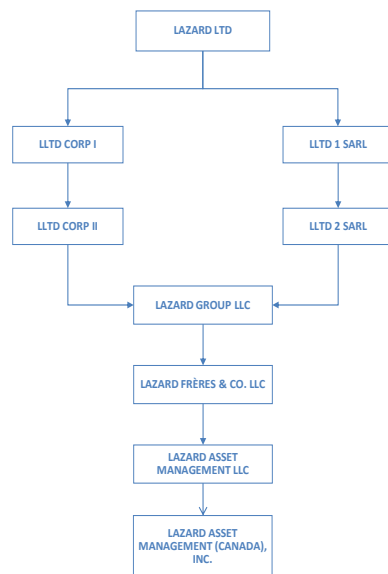 LAZARD LTD
LLTD CORP I
LLTD 1 SARL
LLTD CORP II
LLTD 2 SARL
LAZARD GROUP LLC
LAZARD FRÈRES & CO. LLC
LAZARD ASSET
MANAGEMENT LLC
LAZARD ASSET
MANAGEMENT (CANADA),
INC.